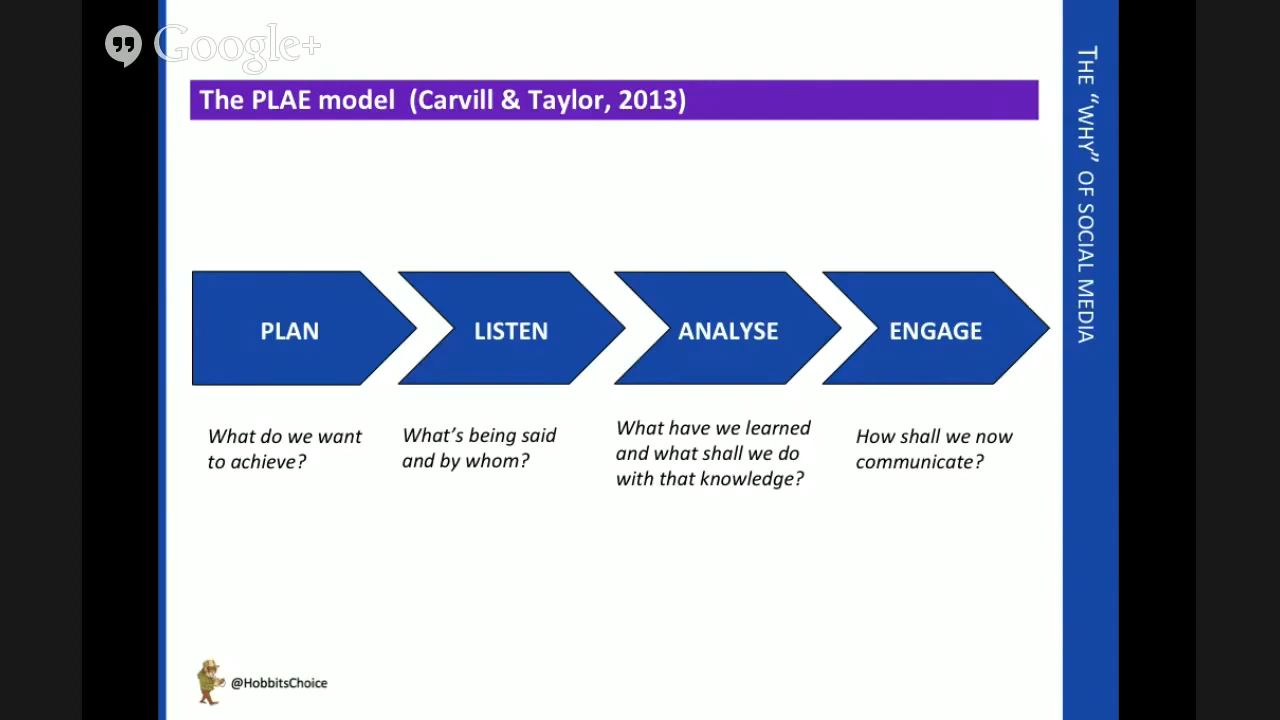 Google+
The PLAE model (Carvill & Taylor, 2013)
THE "WHY" OF SOCIAL MEDIA
PLAN
LISTEN
ANALYSE
ENGAGE
What do we want
to achieve?
What's being said
and by whom?
What have we learned
and what shall we do
with that knowledge?
How shall we now
communicate?
@HobbitsChoice